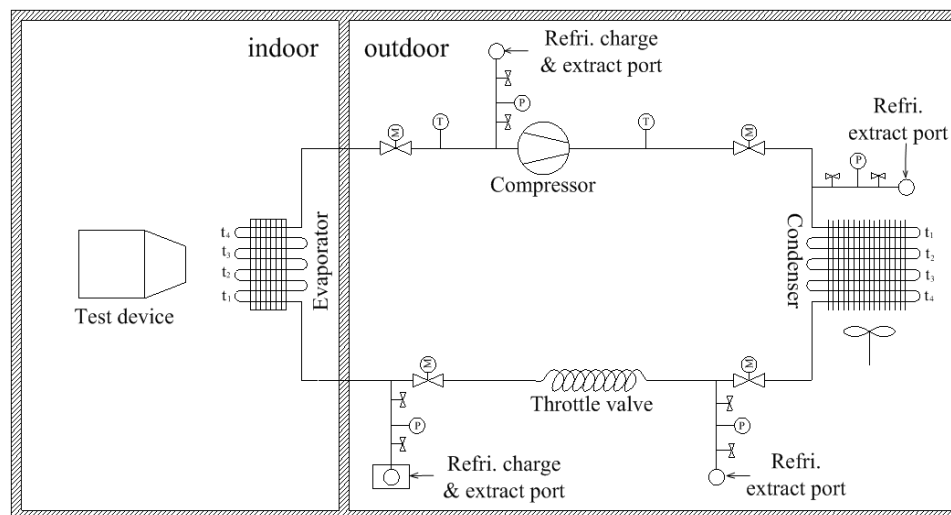 indoor
outdoor
Refri. charge
& extract port
P
Refri.
extract port
M
T
T
M
P
Compressor
Evaporator
Condenser
t4
t3
t2
t1
t1
t2
t3
t4
Test device
M
M
Throttle valve
P
P
Refri. charge
& extract port
Refri.
extract port